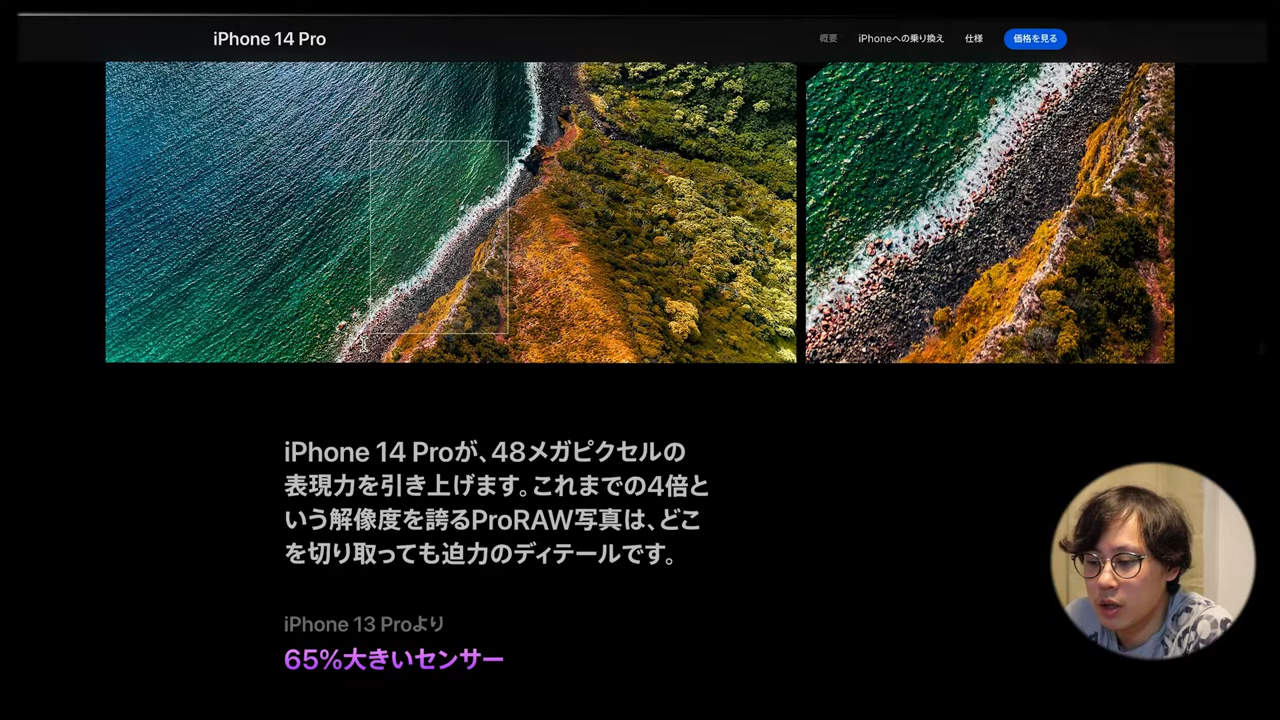 iPhone 14 Pro
概要
iPhoneへの乗り換え
仕様
価格を見る
iPhone 14 Proが、48メガピクセルの
表現力を引き上げます。これまでの4倍と
いう解像度を誇るProRAW写真は、どこ
を切り取っても迫力のディテールです。
iPhone 13 Proより
65%大きいセンサー